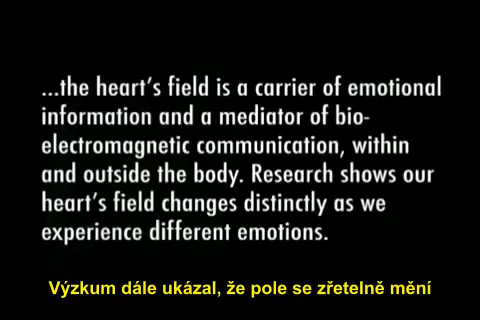 ...the heart's field is a carrier of emotional
information and a mediator of bio-
electromagnetic communication, within
and outside the body. Research shows our
heart's field changes distinctly as we
experience different emotions.
Výzkum dále ukázal, že pole se zřetelně mění